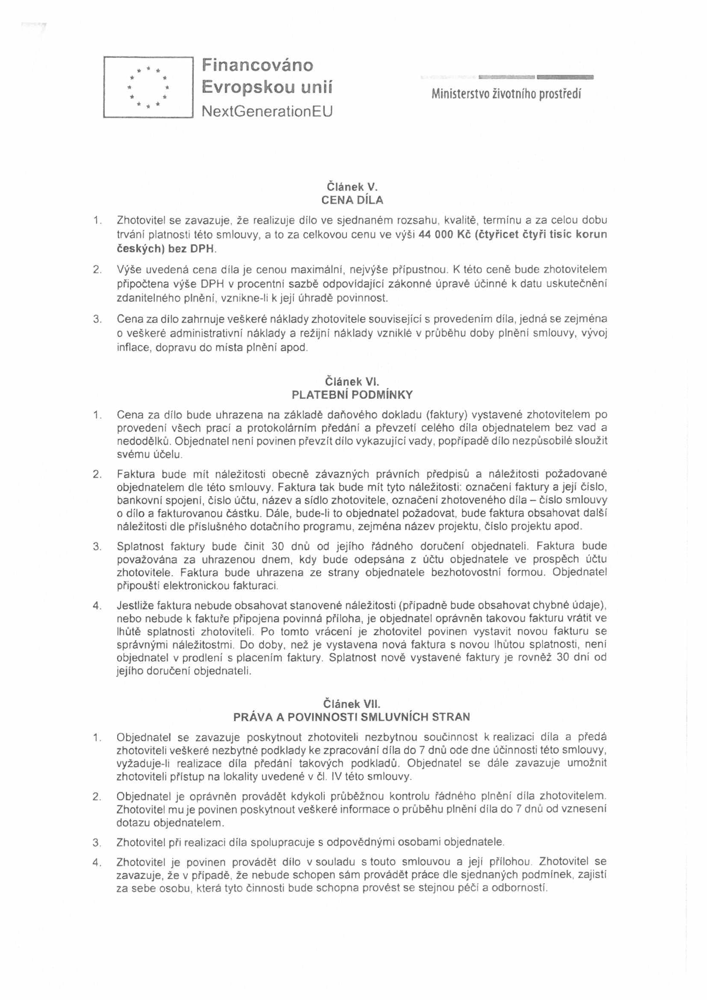 Financováno
Evropskou unií
NextGenerationEU
Ministerstvo životního prostředí
Článek V.
CENA DÍLA
1. Zhotovitel se zavazuje, že realizuje dílo ve sjednaném rozsahu, kvalitě, termínu a za celou dobu
trvání platnosti této smlouvy, a to za celkovou cenu ve výši 44 000 Kč (čtyřicet čtyři tisíc korun
českých) bez DPH.
2. Výše uvedená cena díla je cenou maximální, nejvýše přípustnou. K této ceně bude zhotovitelem
připočtena výše DPH v procentní sazbě odpovídající zákonné úpravě účinné k datu uskutečnění
zdanitelného plnění, vznikne-li k její úhradě povinnost.
3. Cena za dílo zahrnuje veškeré náklady zhotovitele související s provedením díla, jedná se zejména
o veškeré administrativní náklady a režijní náklady vzniklé v průběhu doby plnění smlouvy, vývoj
inflace, dopravu do místa plnění apod.
Článek VI.
PLATEBNÍ PODMÍNKY
1. Cena za dílo bude uhrazena na základě daňového dokladu (faktury) vystavené zhotovitelem po
provedení všech prací a protokolárním předání a převzetí celého díla objednatelem bez vad a
nedodělků. Objednatel není povinen převzít dílo vykazující vady, popřípadě dílo nezpůsobilé sloužit
svému účelu.
2. Faktura bude mít náležitosti obecně závazných právních předpisů a náležitosti požadované
objednatelem dle této smlouvy. Faktura tak bude mít tyto náležitosti: označení faktury a její číslo,
bankovní spojení, číslo účtu, název a sídlo zhotovitele, označení zhotoveného díla – číslo smlouvy
o dílo a fakturovanou částku. Dále, bude-li to objednatel požadovat, bude faktura obsahovat další
náležitosti dle příslušného dotačního programu, zejména název projektu, číslo projektu apod.
3. Splatnost faktury bude činit 30 dnů od jejího řádného doručení objednateli. Faktura bude
považována za uhrazenou dnem, kdy bude odepsána z účtu objednatele ve prospěch účtu
zhotovitele. Faktura bude uhrazena ze strany objednatele bezhotovostní formou. Objednatel
připouští elektronickou fakturaci.
4. Jestliže faktura nebude obsahovat stanovené náležitosti (případně bude obsahovat chybné údaje),
nebo nebude k faktuře připojena povinná příloha, je objednatel oprávněn takovou fakturu vrátit ve
lhůtě splatnosti zhotoviteli. Po tomto vrácení je zhotovitel povinen vystavit novou fakturu se
správnými náležitostmi. Do doby, než je vystavena nová faktura s novou lhůtou splatnosti, není
objednatel v prodlení s placením faktury. Splatnost nově vystavené faktury je rovněž 30 dní od
jejího doručení objednateli.
Článek VII.
PRÁVA A POVINNOSTI SMLUVNÍCH STRAN
1. Objednatel se zavazuje poskytnout zhotoviteli nezbytnou součinnost k realizaci díla a předá
zhotoviteli veškeré nezbytné podklady ke zpracování díla do 7 dnů ode dne účinnosti této smlouvy,
vyžaduje-li realizace díla předání takových podkladů. Objednatel se dále zavazuje umožnit
zhotoviteli přístup na lokality uvedené v čl. IV této smlouvy.
2. Objednatel je oprávněn provádět kdykoli průběžnou kontrolu řádného plnění díla zhotovitelem.
Zhotovitel mu je povinen poskytnout veškeré informace o průběhu plnění díla do 7 dnů od vznesení
dotazu objednatelem.
3. Zhotovitel při realizaci díla spolupracuje s odpovědnými osobami objednatele.
4. Zhotovitel je povinen provádět dílo v souladu s touto smlouvou a její přílohou. Zhotovitel se
zavazuje, že v případě, že nebude schopen sám provádět práce dle sjednaných podmínek, zajistí
za sebe osobu, která tyto činnosti bude schopna provést se stejnou péčí a odborností.